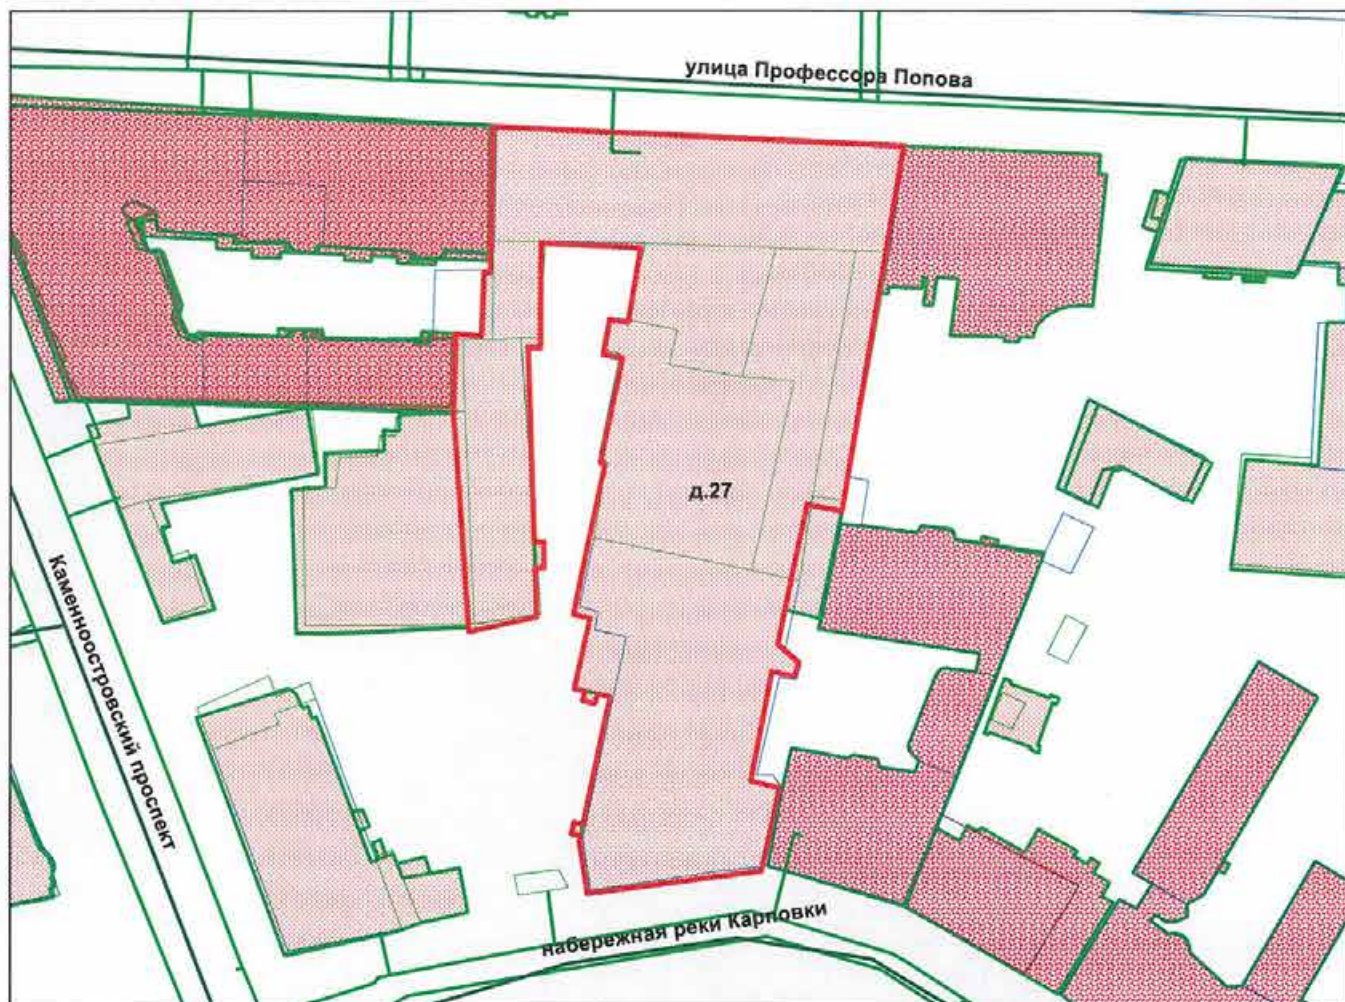 улица Профессора Попова
д.27
Каменноостровский проспект
набережная реки Карповки